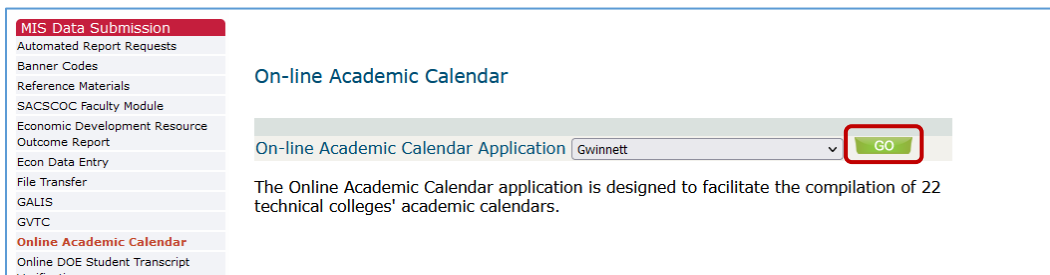 MIS Data Submission
Automated Report Requests
Banner Codes
Reference Materials
SACSCOC Faculty Module
Economic Development Resource
Outcome Report
Econ Data Entry
File Transfer
GALIS
GVTC
Online Academic Calendar
Online DOE Student Transcript
On-line Academic Calendar
On-line Academic Calendar Application Gwinnett GO
The Online Academic Calendar application is designed to facilitate the compilation of 22
technical colleges' academic calendars.